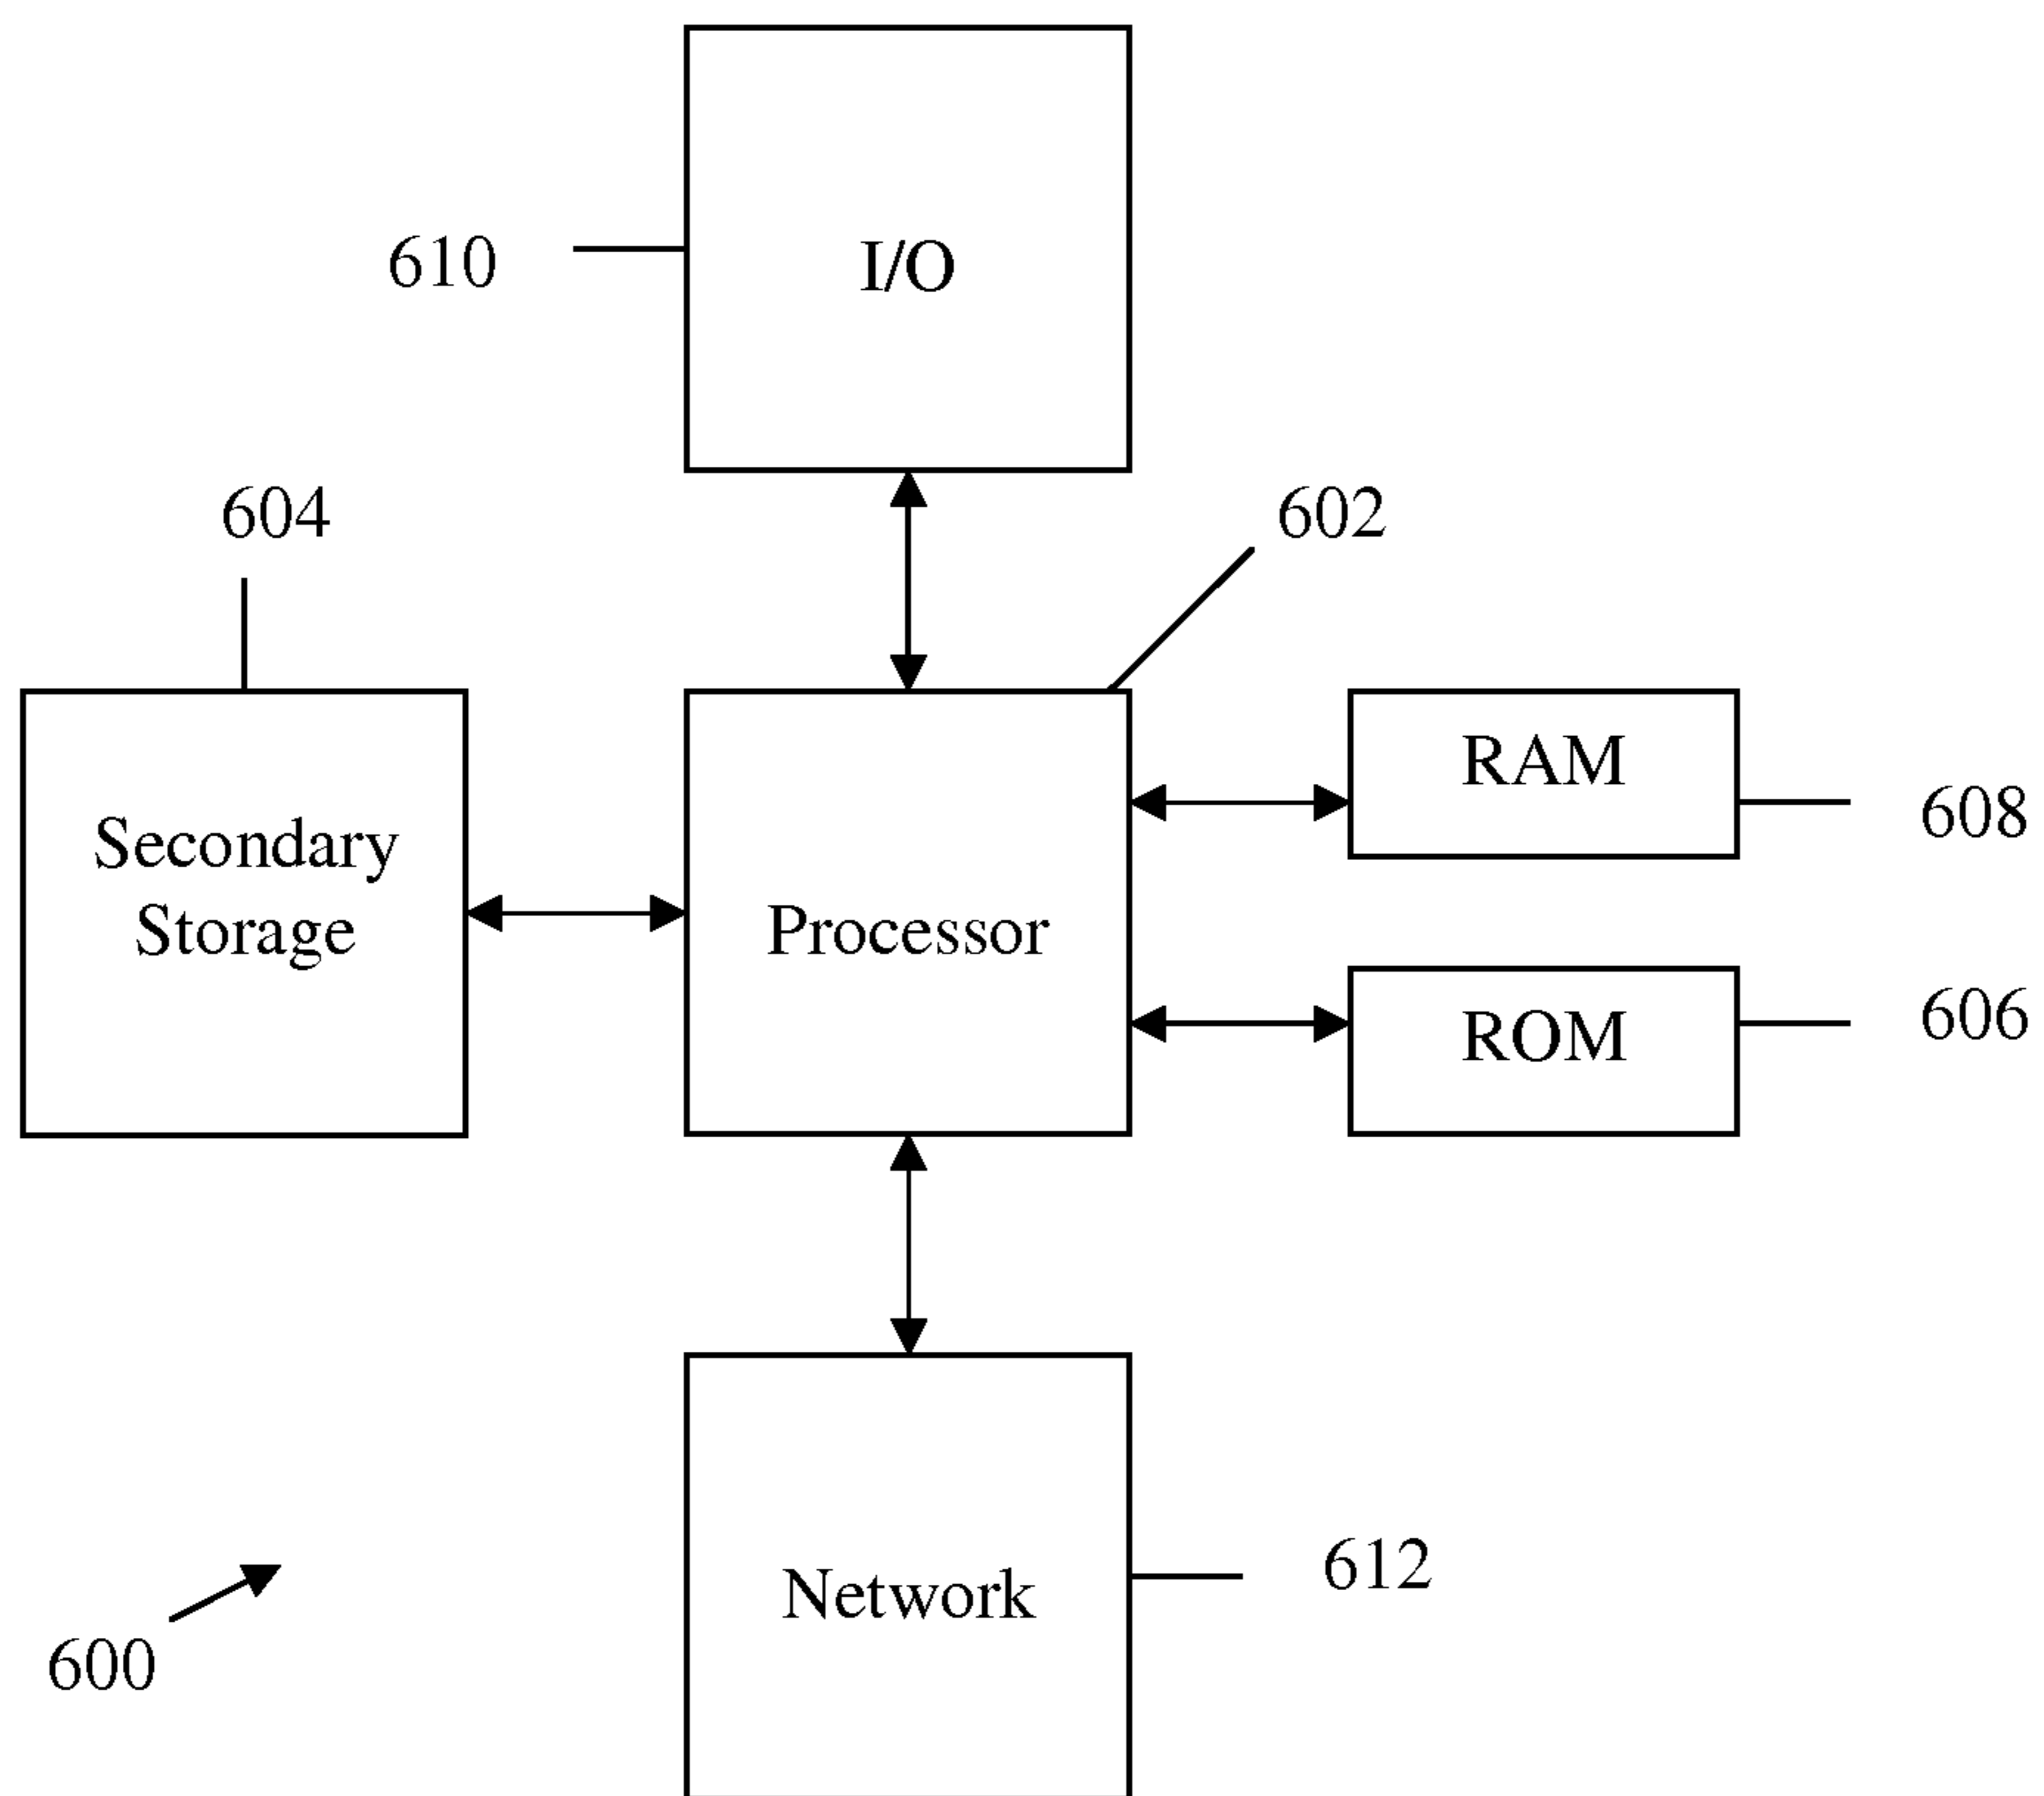 610
I/O
604
602
Secondary
Storage
Processor
RAM
608
ROM
606
Network
612
600